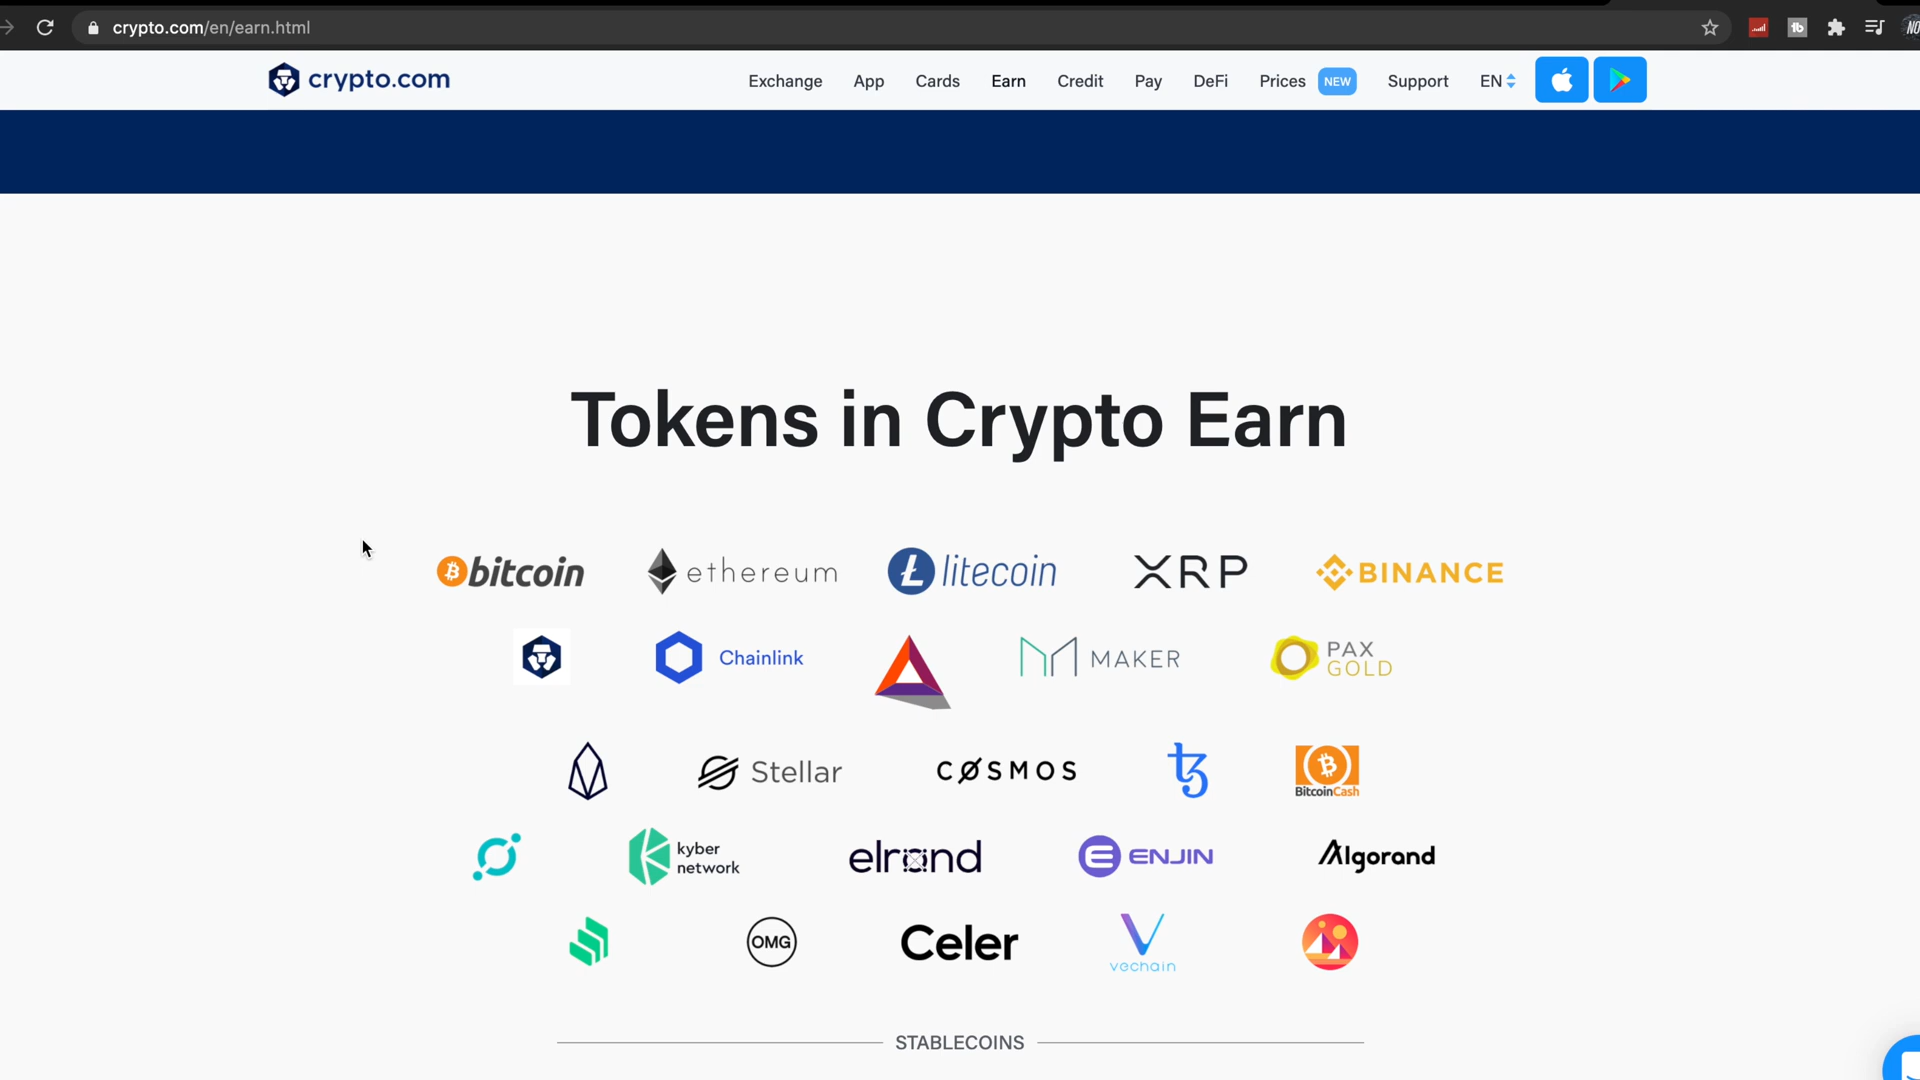 crypto.com/en/earn.html
crypto.com Exchange App Cards Earn Credit Pay DeFi Prices NEW Support EN
Tokens in Crypto Earn
bitcoin ethereum litecoin XRP BINANCE
Chainlink MAKER PAX GOLD
Stellar COSMOS BitcoinCash
kyber network elrond ENJIN Algorand
OMG Celer vechain
STABLECOINS